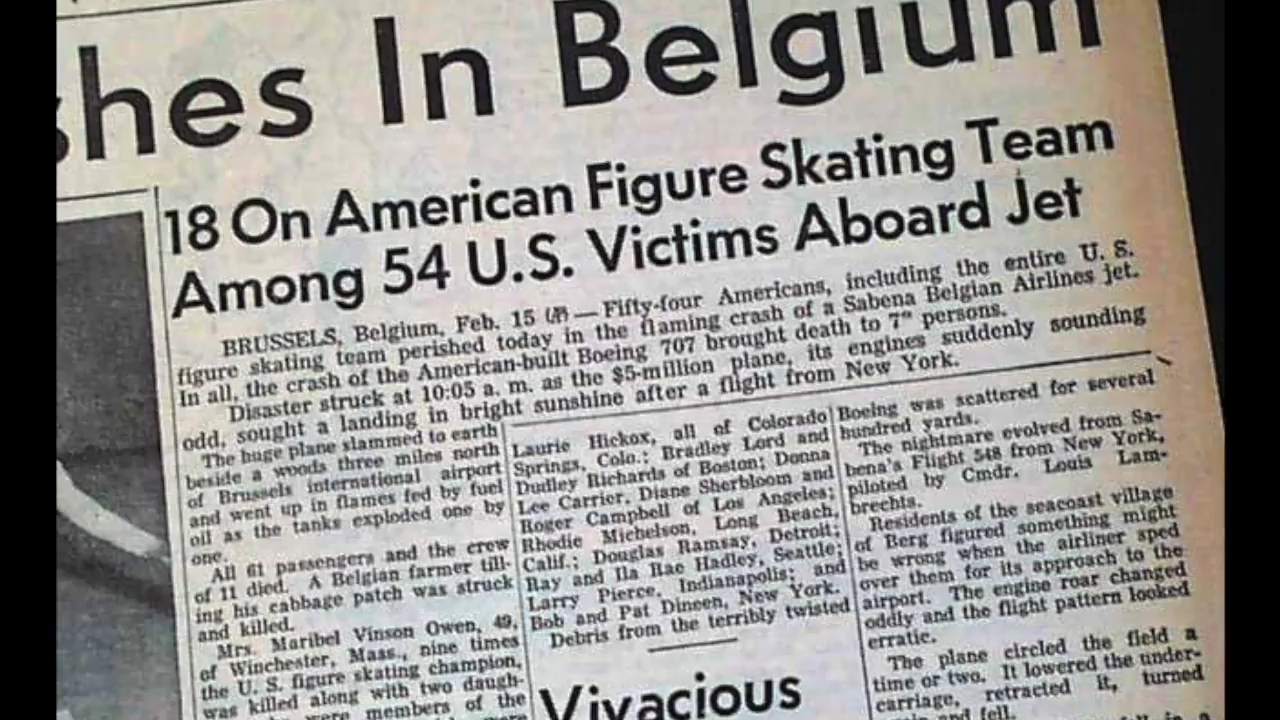 shes In Belgium
18 On American Figure Skating Team
Among 54 U.S. Victims Aboard Jet
BRUSSELS, Belgium, Feb. 15 (AP) — Fifty-four Americans, including the entire U. S.
figure skating team perished today in the flaming crash of a Sabena Belgian Airlines jet.
In all, the crash of the American-built Boeing 707 brought death to 7" persons.
Disaster struck at 10:05 a. m. as the $5-million plane, its engines suddenly sounding
odd, sought a landing in bright sunshine after a flight from New York.
The huge plane slammed to earth
beside a woods three miles north
of Brussels international airport
and went up in flames fed by fuel
oil as the tanks exploded one by
one.
All 61 passengers and the crew
of 11 died. A Belgian farmer till-
ing his cabbage patch was struck
and killed.
Mrs. Maribel Vinson Owen, 49,
of Winchester, Mass., nine times
the U. S. figure skating champion,
was killed along with two daugh-
were members of the
Laurie Hickox, all of Colorado
Springs, Colo.; Bradley Lord and
Dudley Richards of Boston; Donna
Lee Carrier, Diane Sherbloom and
Roger Campbell of Los Angeles;
Rhodie Michelson, Long Beach,
Calif.; Douglas Ramsay, Detroit;
Ray and Ila Rae Hadley, Seattle;
Larry Pierce, Indianapolis; and
Bob and Pat Dineen, New York.
Debris from the terribly twisted
Vivacious
Boeing was scattered for several
hundred yards.
The nightmare evolved from Sa-
bena's Flight 548 from New York,
piloted by Cmdr. Louis Lam-
brechts.
Residents of the seacoast village
of Berg figured something might
be wrong when the airliner sped
over them for its approach to the
airport. The engine roar changed
oddly and the flight pattern looked
erratic.
The plane circled the field a
time or two. It lowered the under-
carriage, retracted it, turned
and fell.